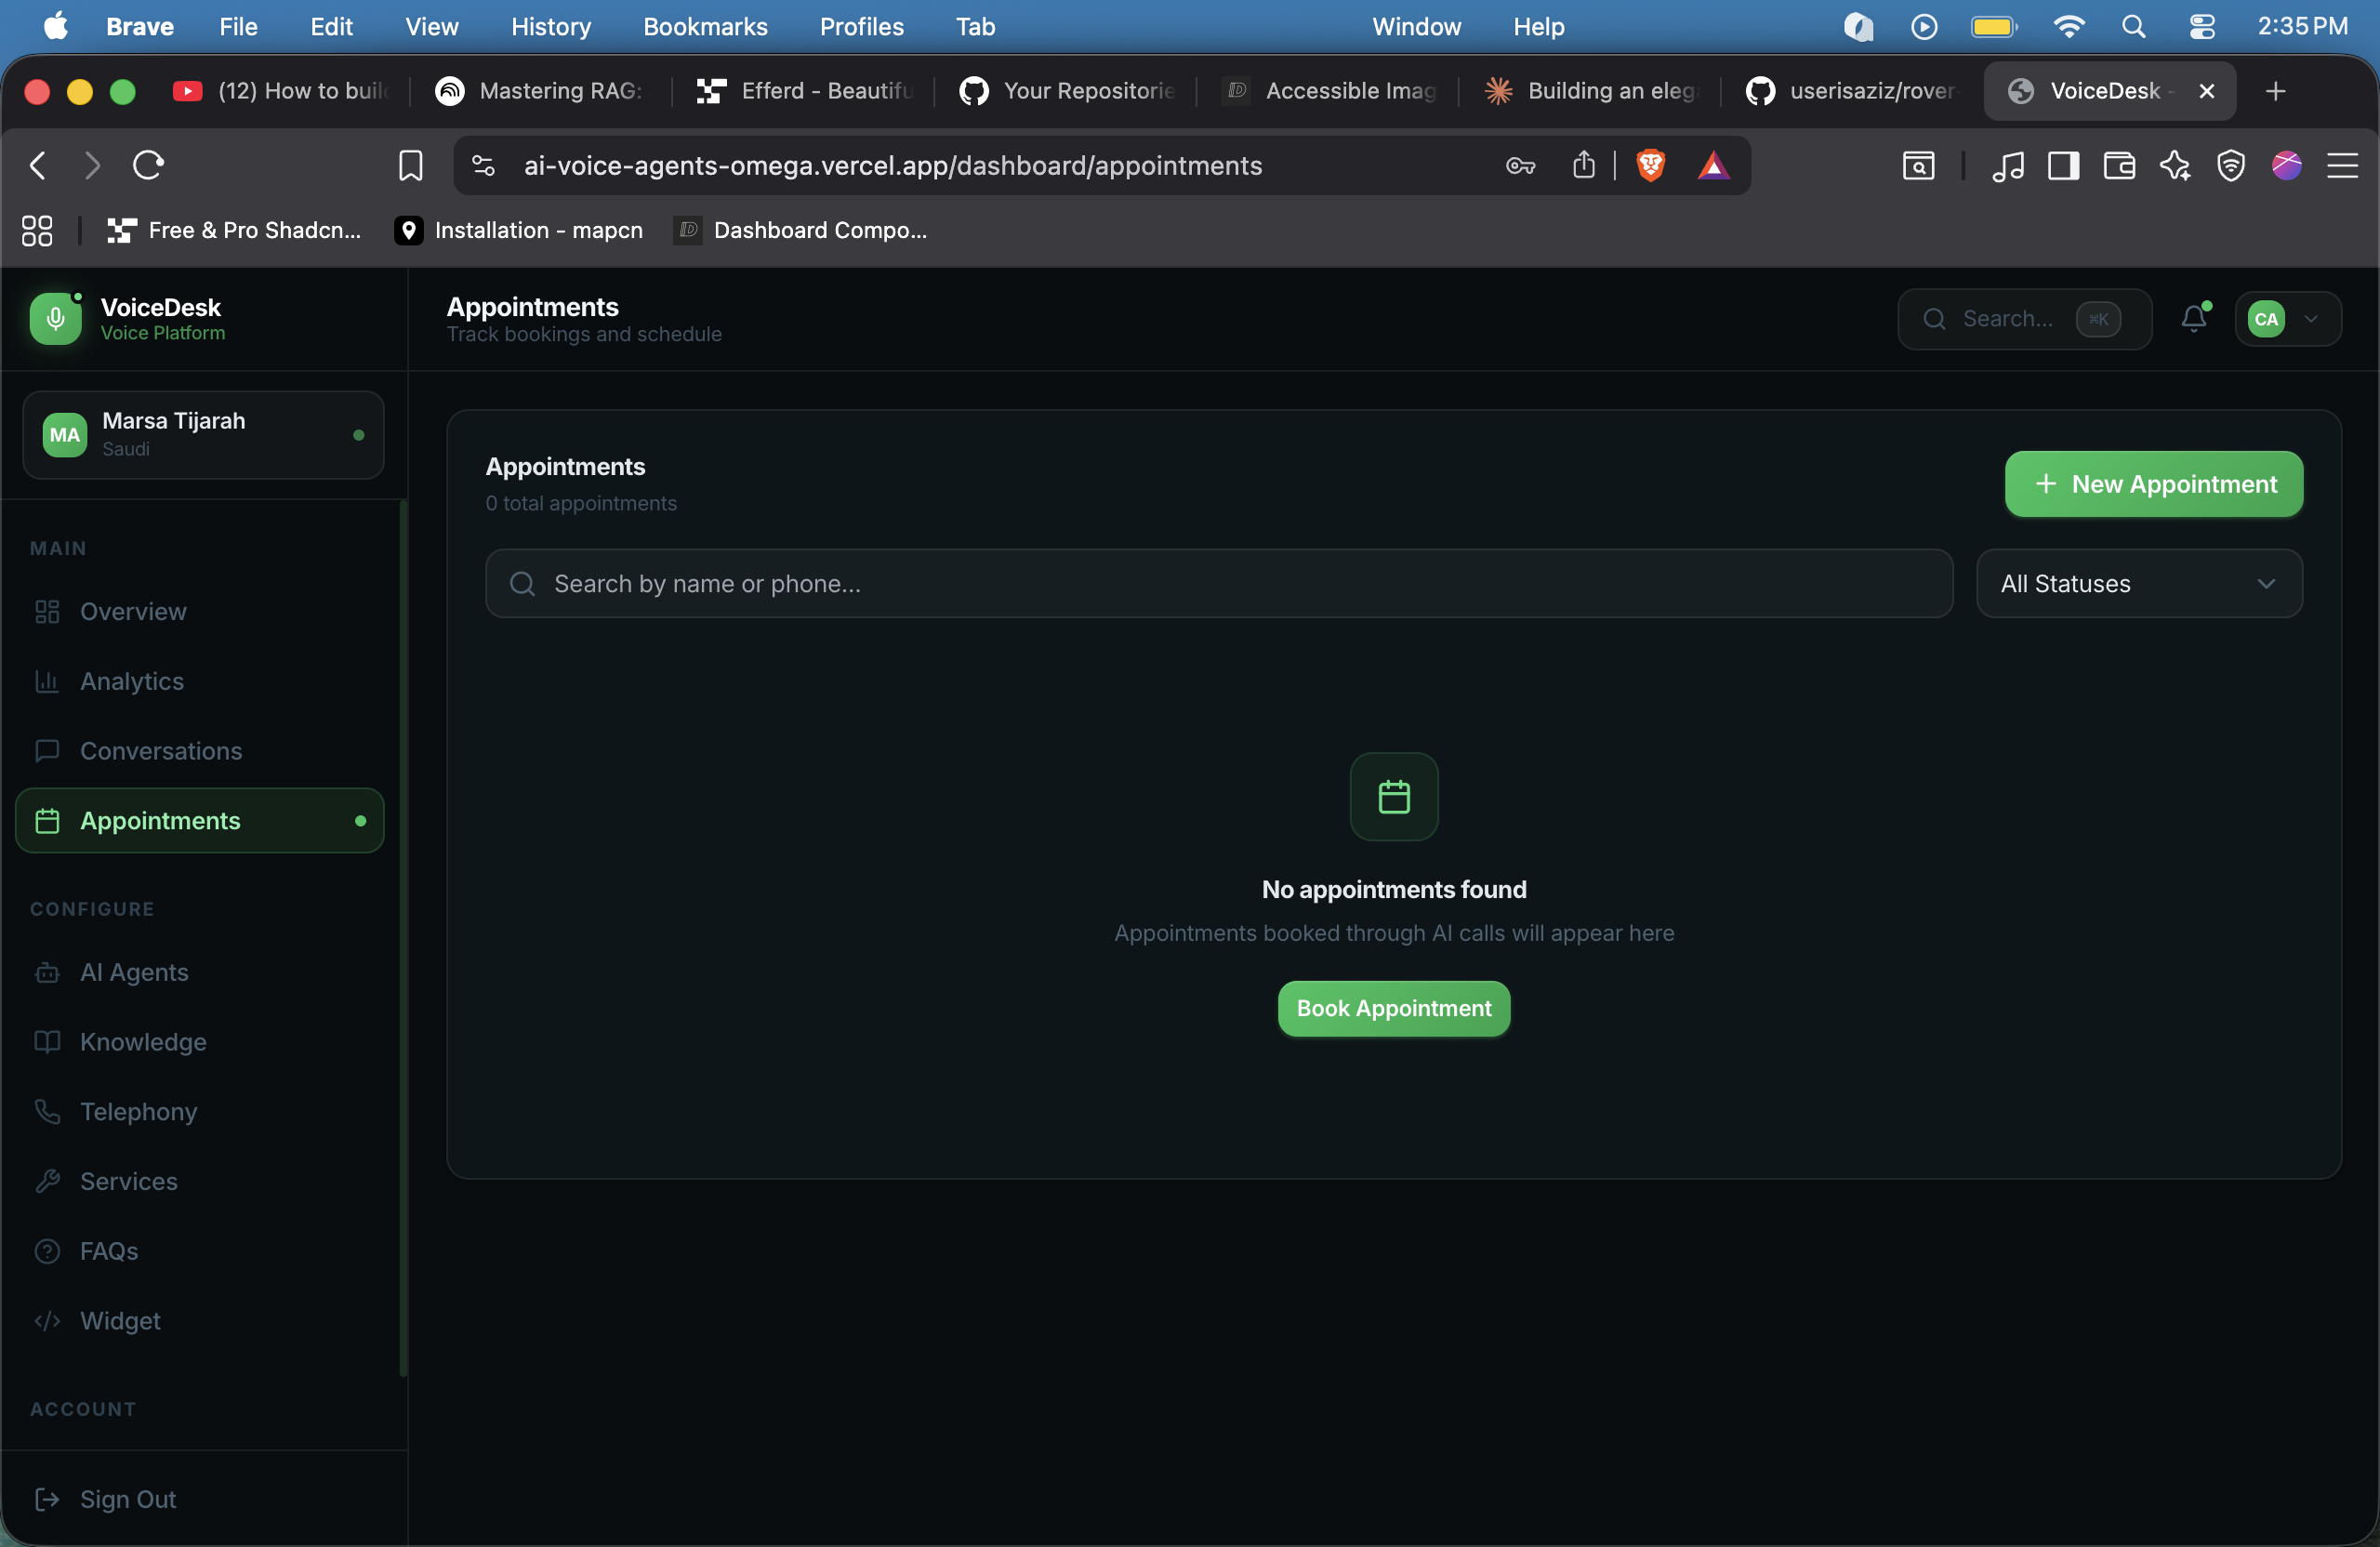 Brave File Edit View History Bookmarks Profiles Tab Window Help 2:35 PM
(12) How to buil Mastering RAG: Efferd - Beautifu Your Repositorie Accessible Imag Building an eleg userisaziz/rover- VoiceDesk -
ai-voice-agents-omega.vercel.app/dashboard/appointments
Free & Pro Shadcn... Installation - mapcn Dashboard Compo...
VoiceDesk
Voice Platform
Appointments
Track bookings and schedule
Search... ⌘K
CA
MA
Marsa Tijarah
Saudi
MAIN
Overview
Analytics
Conversations
Appointments
CONFIGURE
AI Agents
Knowledge
Telephony
Services
FAQs
Widget
ACCOUNT
Sign Out
Appointments
0 total appointments
New Appointment
Search by name or phone...
All Statuses
No appointments found
Appointments booked through AI calls will appear here
Book Appointment